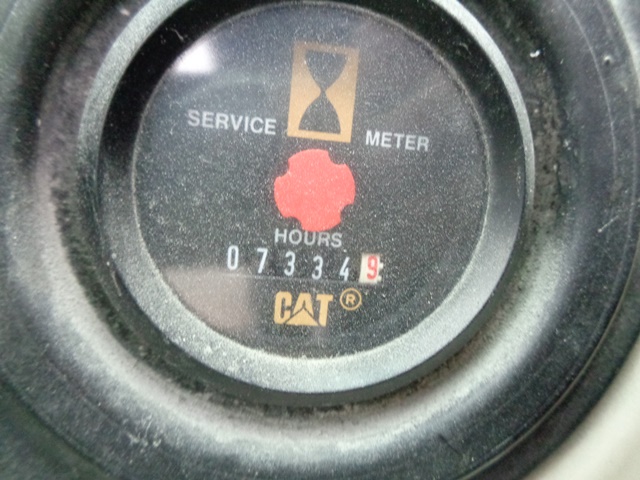 SERVICE METER
HOURS
073349
CAT ®